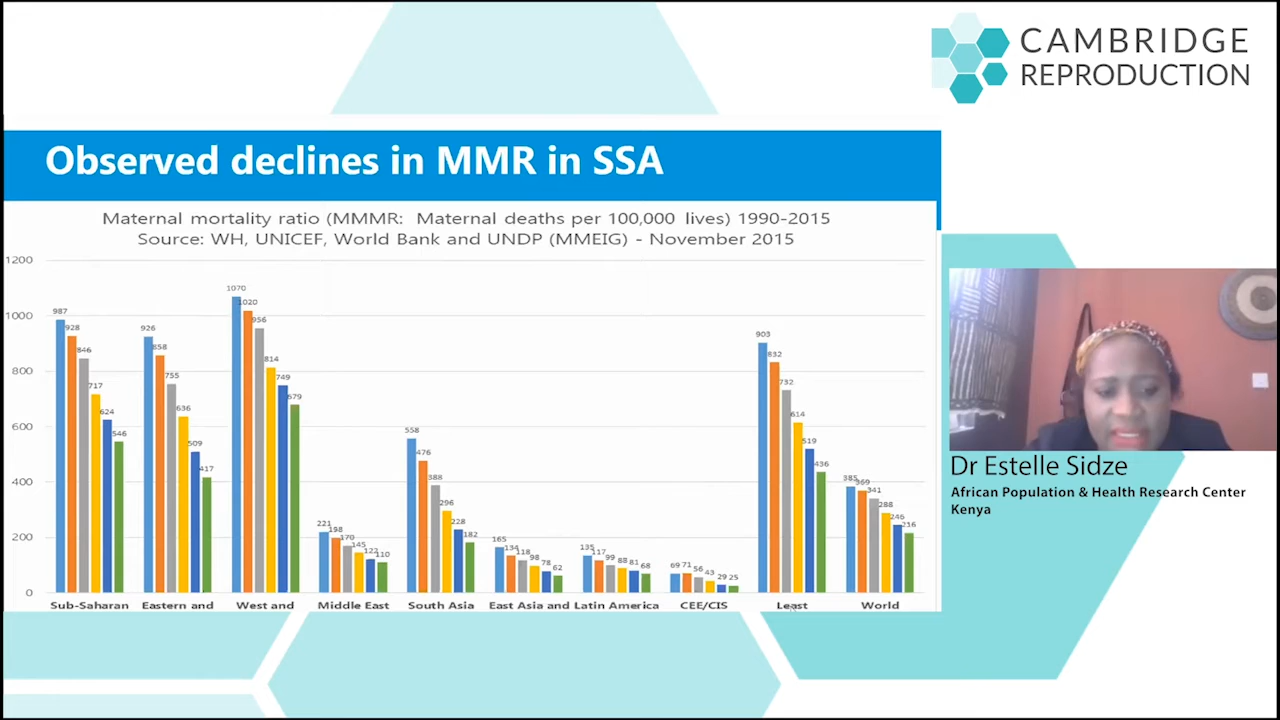 CAMBRIDGE
REPRODUCTION
Observed declines in MMR in SSA
Maternal mortality ratio (MMMR: Maternal deaths per 100,000 lives) 1990-2015
Source: WH, UNICEF, World Bank and UNDP (MMEIG) - November 2015
1200
1000
800
600
400
200
0
987 928 846 717 624 546
926 858 755 636 509 417
1070 1020 956 814 749 679
221 198 170 145 122 110
558 476 388 296 228 182
165 134 118 98 78 62
135 117 99 88 81 68
69 71 56 43 29 25
903 832 732 614 519 436
385 369 341 288 246 216
Sub-Saharan Eastern and West and Middle East South Asia East Asia and Latin America CEE/CIS Least World
Dr Estelle Sidze
African Population & Health Research Center
Kenya